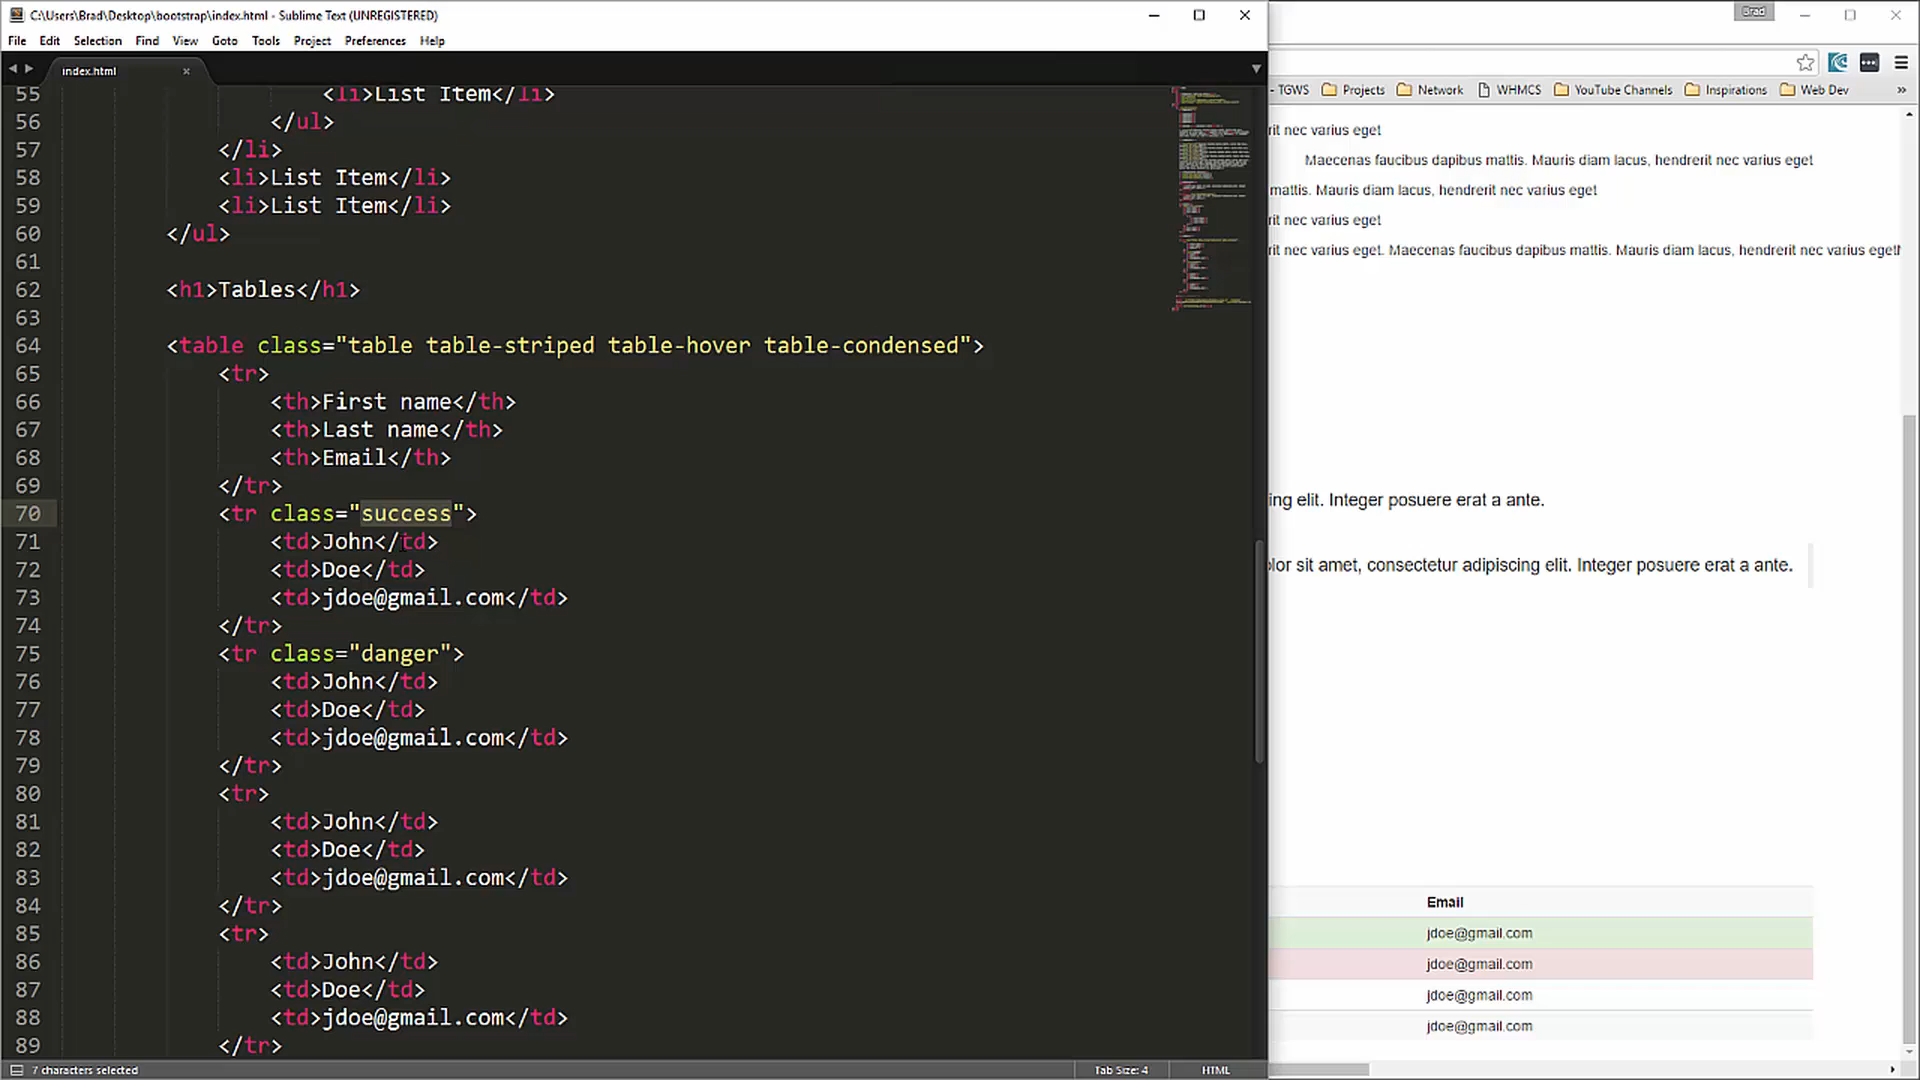 C:\Users\Brad\Desktop\bootstrap\index.html - Sublime Text (UNREGISTERED)
Brad
File Edit Selection Find View Goto Tools Project Preferences Help
index.html
- TGWS Projects Network WHMCS YouTube Channels Inspirations Web Dev »
55 <li>List Item</li>
56 </ul>
57 </li>
58 <li>List Item</li>
59 <li>List Item</li>
60 </ul>
61
62 <h1>Tables</h1>
63
64 <table class="table table-striped table-hover table-condensed">
65 <tr>
66 <th>First name</th>
67 <th>Last name</th>
68 <th>Email</th>
69 </tr>
70 <tr class="success">
71 <td>John</td>
72 <td>Doe</td>
73 <td>jdoe@gmail.com</td>
74 </tr>
75 <tr class="danger">
76 <td>John</td>
77 <td>Doe</td>
78 <td>jdoe@gmail.com</td>
79 </tr>
80 <tr>
81 <td>John</td>
82 <td>Doe</td>
83 <td>jdoe@gmail.com</td>
84 </tr>
85 <tr>
86 <td>John</td>
87 <td>Doe</td>
88 <td>jdoe@gmail.com</td>
89 </tr>
7 characters selected
Tab Size: 4 HTML
nec varius eget
Maecenas faucibus dapibus mattis. Mauris diam lacus, hendrerit nec varius eget
mattis. Mauris diam lacus, hendrerit nec varius eget
nec varius eget
nec varius eget. Maecenas faucibus dapibus mattis. Mauris diam lacus, hendrerit nec varius eget
elit. Integer posuere erat a ante.
sit amet, consectetur adipiscing elit. Integer posuere erat a ante.
Email
jdoe@gmail.com
jdoe@gmail.com
jdoe@gmail.com
jdoe@gmail.com